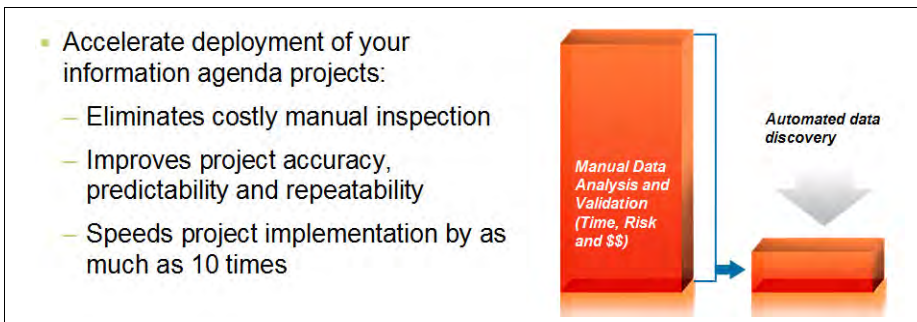 ▪ Accelerate deployment of your
information agenda projects:
– Eliminates costly manual inspection
– Improves project accuracy,
predictability and repeatability
– Speeds project implementation by as
much as 10 times
Manual Data
Analysis and
Validation
(Time, Risk
and $$)
Automated data
discovery